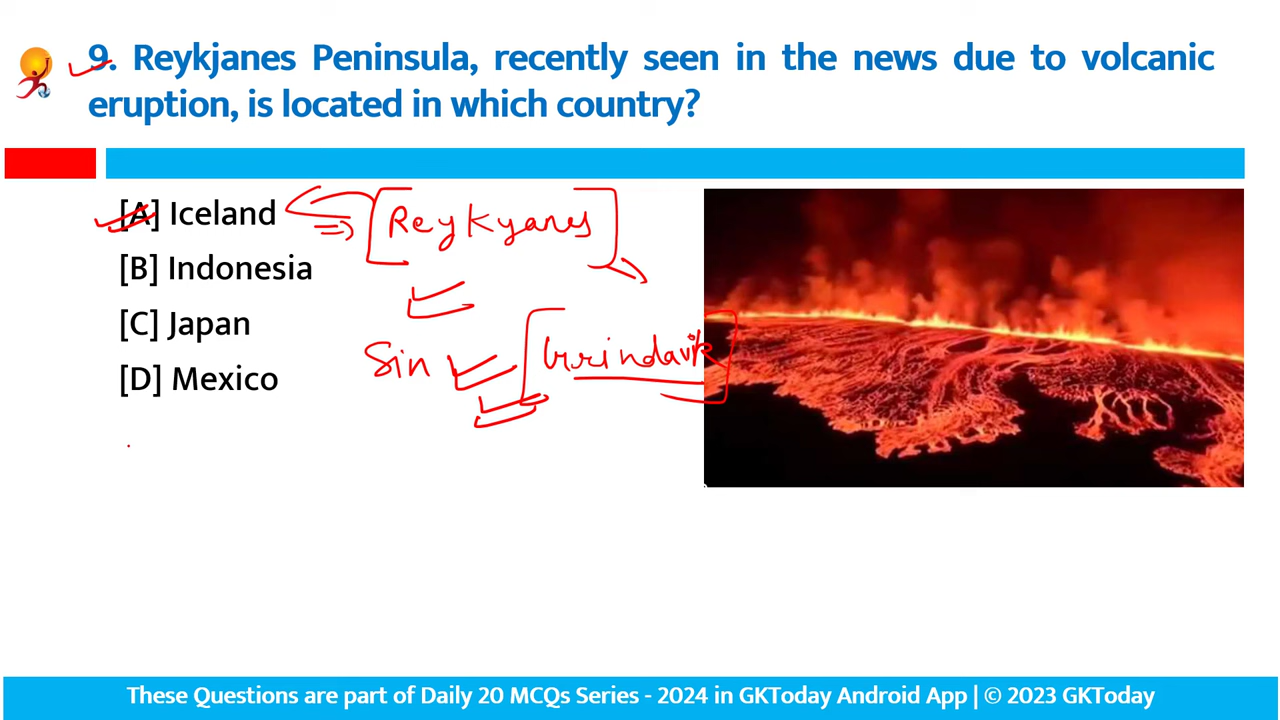 9. Reykjanes Peninsula, recently seen in the news due to volcanic
eruption, is located in which country?
[A] Iceland
Reykyanes
[B] Indonesia
[C] Japan
Sin Grindavik
[D] Mexico
These Questions are part of Daily 20 MCQs Series - 2024 in GKToday Android App | © 2023 GKToday